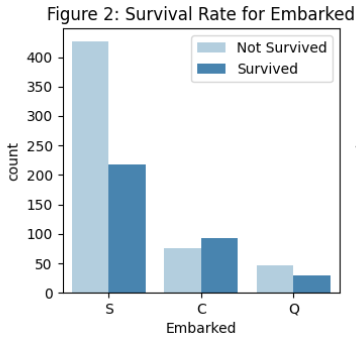 Figure 2: Survival Rate for Embarked
Not Survived
Survived
count
400
350
300
250
200
150
100
50
0
S C Q
Embarked